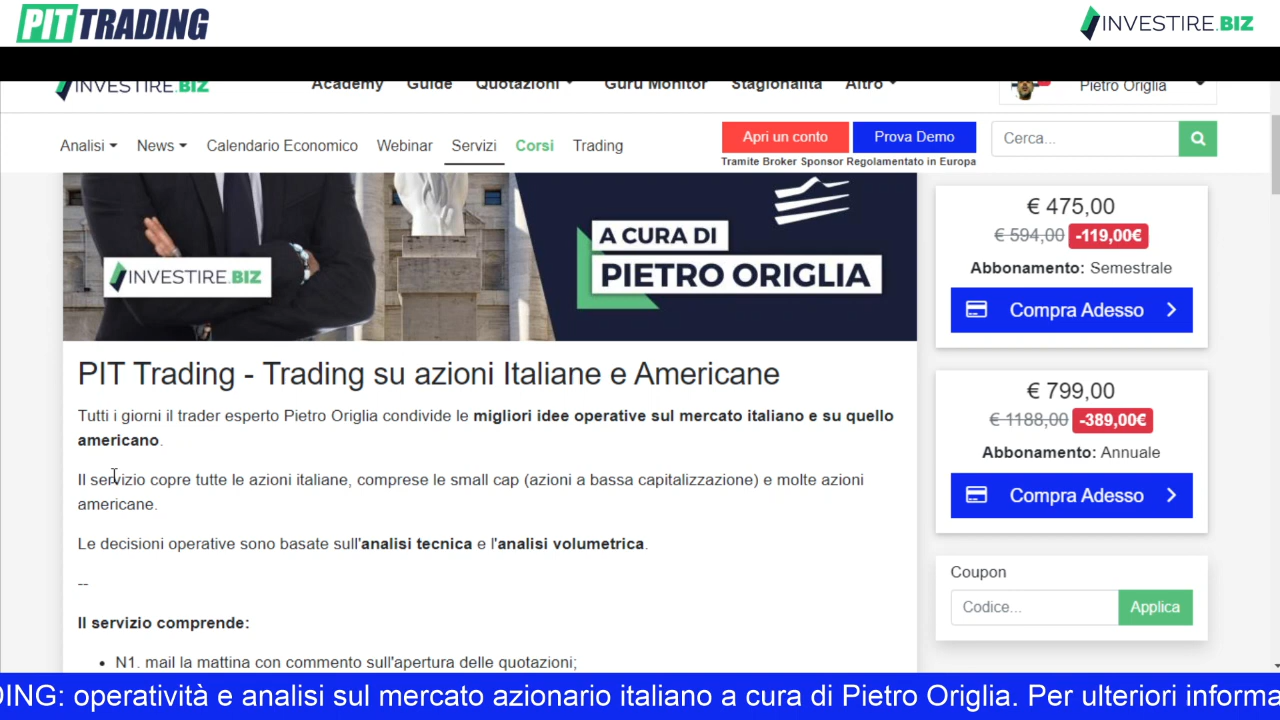 PIT TRADING
INVESTIRE.BIZ
INVESTIRE.BIZ
Academy Guide Quotazioni Guru Monitor Stagionalità Altro
Pietro Origlia
Analisi News Calendario Economico Webinar Servizi Corsi Trading
Apri un conto Prova Demo
Tramite Broker Sponsor Regolamentato in Europa
Cerca...
INVESTIRE.BIZ
A CURA DI
PIETRO ORIGLIA
€ 475,00
€ 594,00 -119,00€
Abbonamento: Semestrale
Compra Adesso
PIT Trading - Trading su azioni Italiane e Americane
Tutti i giorni il trader esperto Pietro Origlia condivide le migliori idee operative sul mercato italiano e su quello
americano.
Il servizio copre tutte le azioni italiane, comprese le small cap (azioni a bassa capitalizzazione) e molte azioni
americane.
Le decisioni operative sono basate sull'analisi tecnica e l'analisi volumetrica.
--
Il servizio comprende:
• N1. mail la mattina con commento sull'apertura delle quotazioni;
€ 799,00
€ 1188,00 -389,00€
Abbonamento: Annuale
Compra Adesso
Coupon
Codice... Applica
DING: operatività e analisi sul mercato azionario italiano a cura di Pietro Origlia. Per ulteriori informa